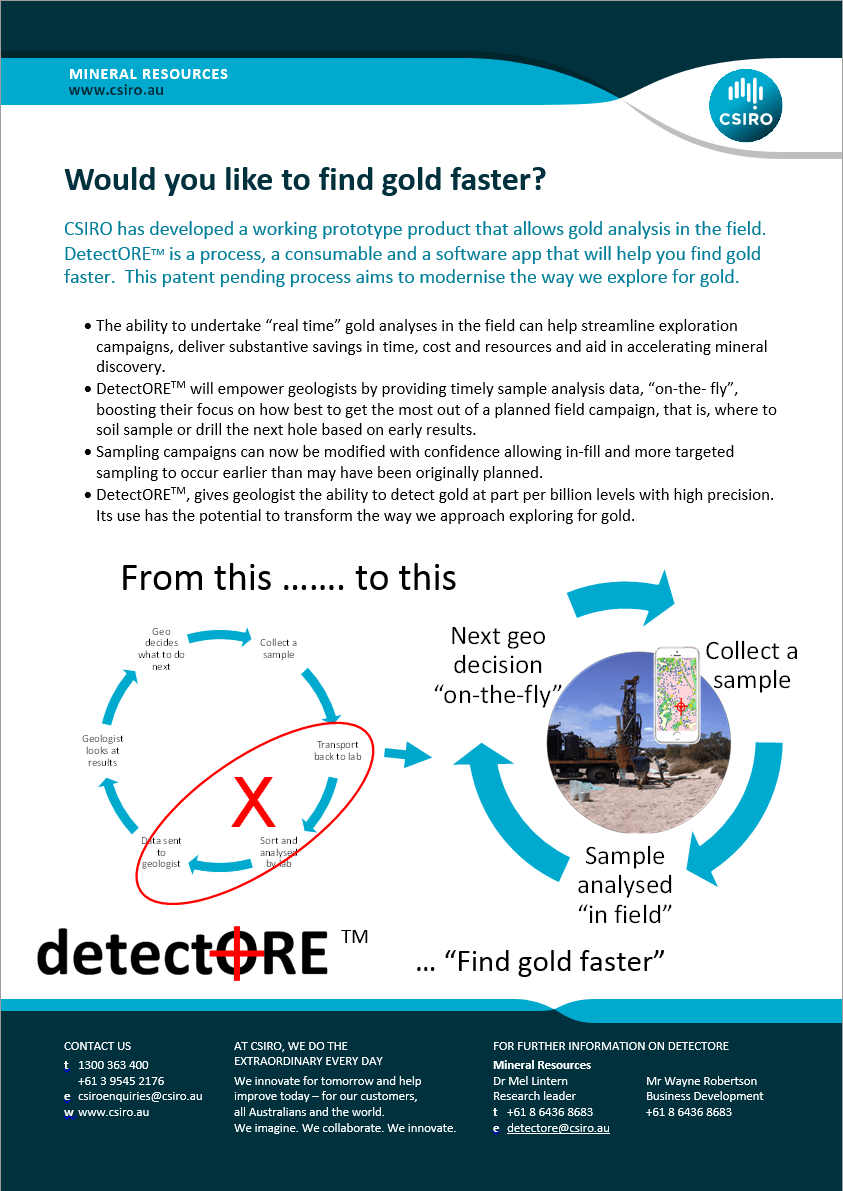 MINERAL RESOURCES
www.csiro.au
CSIRO
Would you like to find gold faster?
CSIRO has developed a working prototype product that allows gold analysis in the field.
DetectORE™ is a process, a consumable and a software app that will help you find gold
faster.  This patent pending process aims to modernise the way we explore for gold.
• The ability to undertake “real time” gold analyses in the field can help streamline exploration
campaigns, deliver substantive savings in time, cost and resources and aid in accelerating mineral
discovery.
• DetectORE™ will empower geologists by providing timely sample analysis data, “on-the- fly”,
boosting their focus on how best to get the most out of a planned field campaign, that is, where to
soil sample or drill the next hole based on early results.
• Sampling campaigns can now be modified with confidence allowing in-fill and more targeted
sampling to occur earlier than may have been originally planned.
• DetectORE™, gives geologist the ability to detect gold at part per billion levels with high precision.
Its use has the potential to transform the way we approach exploring for gold.
From this ……. to this
Geo
decides
what to do
next
Collect a
sample
Transport
back to lab
Sort and
analysed
by lab
Data sent
to
geologist
Geologist
looks at
results
X
Next geo
decision
“on-the-fly”
Collect a
sample
Sample
analysed
“in field”
detectORE TM
... “Find gold faster”
CONTACT US
t 1300 363 400
+61 3 9545 2176
e csiroenquiries@csiro.au
w www.csiro.au
AT CSIRO, WE DO THE
EXTRAORDINARY EVERY DAY
We innovate for tomorrow and help
improve today – for our customers,
all Australians and the world.
We imagine. We collaborate. We innovate.
FOR FURTHER INFORMATION ON DETECTORE
Mineral Resources
Dr Mel Lintern
Research leader
t +61 8 6436 8683
e detectore@csiro.au
Mr Wayne Robertson
Business Development
+61 8 6436 8683